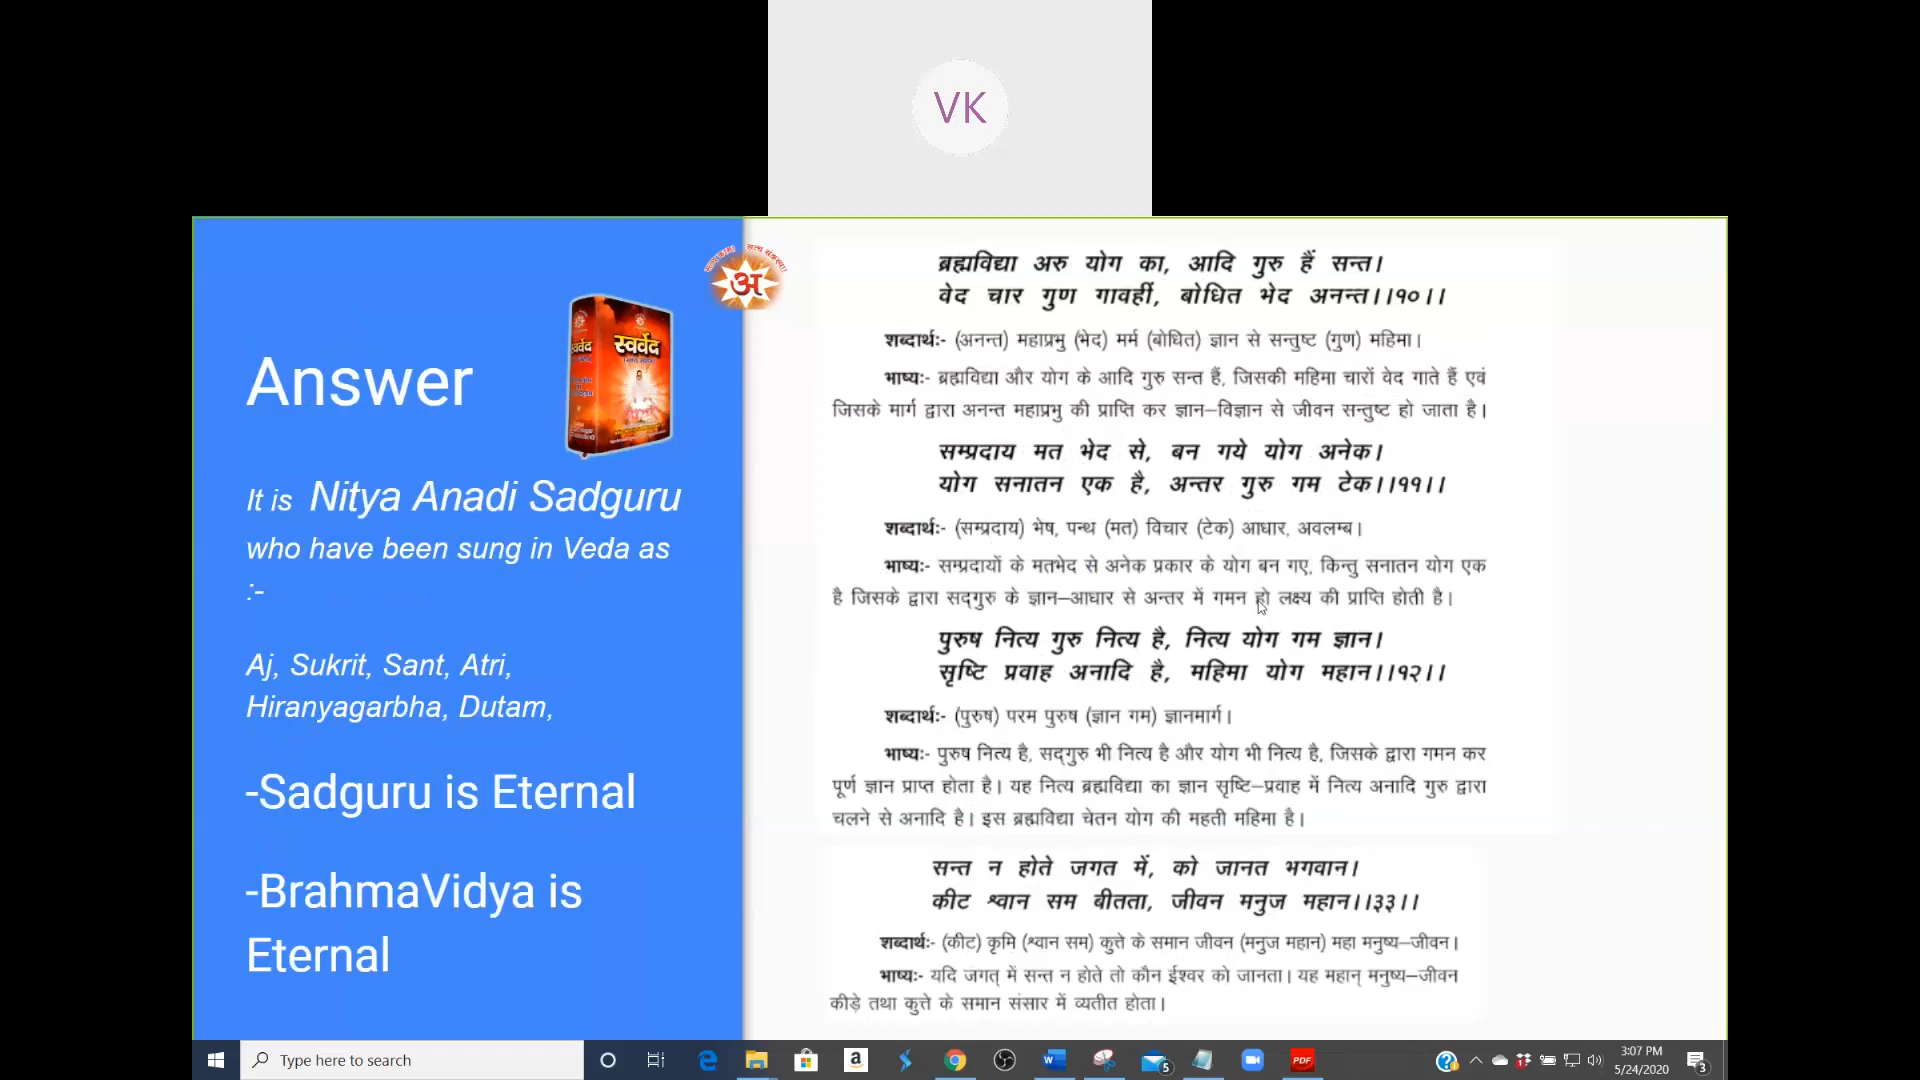 VK
Answer
स्वर्वेद
स्वर्वेद
अ
It is Nitya Anadi Sadguru
who have been sung in Veda as
:-
Aj, Sukrit, Sant, Atri,
Hiranyagarbha, Dutam,
-Sadguru is Eternal
-BrahmaVidya is
Eternal
ब्रह्मविद्या अरु योग का, आदि गुरु हैं सन्त।
वेद चार गुण गावहीं, बोधित भेद अनन्त।।१०।।
शब्दार्थः- (अनन्त) महाप्रभु (भेद) मर्म (बोधित) ज्ञान से सन्तुष्ट (गुण) महिमा।
भाष्यः- ब्रह्मविद्या और योग के आदि गुरु सन्त हैं, जिसकी महिमा चारों वेद गाते हैं एवं
जिसके मार्ग द्वारा अनन्त महाप्रभु की प्राप्ति कर ज्ञान–विज्ञान से जीवन सन्तुष्ट हो जाता है।
सम्प्रदाय मत भेद से, बन गये योग अनेक।
योग सनातन एक है, अन्तर गुरु गम टेक।।११।।
शब्दार्थः- (सम्प्रदाय) भेष, पन्थ (मत) विचार (टेक) आधार, अवलम्ब।
भाष्यः- सम्प्रदायों के मतभेद से अनेक प्रकार के योग बन गए, किन्तु सनातन योग एक
है जिसके द्वारा सद्‌गुरु के ज्ञान–आधार से अन्तर में गमन हो लक्ष्य की प्राप्ति होती है।
पुरुष नित्य गुरु नित्य है, नित्य योग गम ज्ञान।
सृष्टि प्रवाह अनादि है, महिमा योग महान।।१२।।
शब्दार्थः- (पुरुष) परम पुरुष (ज्ञान गम) ज्ञानमार्ग।
भाष्यः- पुरुष नित्य है, सद्‌गुरु भी नित्य है और योग भी नित्य है, जिसके द्वारा गमन कर
पूर्ण ज्ञान प्राप्त होता है। यह नित्य ब्रह्मविद्या का ज्ञान सृष्टि–प्रवाह में नित्य अनादि गुरु द्वारा
चलने से अनादि है। इस ब्रह्मविद्या चेतन योग की महती महिमा है।
सन्त न होते जगत में, को जानत भगवान।
कीट श्वान सम बीतता, जीवन मनुज महान।।३३।।
शब्दार्थः- (कीट) कृमि (श्वान सम) कुत्ते के समान जीवन (मनुज महान) महा मनुष्य–जीवन।
भाष्यः- यदि जगत् में सन्त न होते तो कौन ईश्वर को जानता। यह महान् मनुष्य–जीवन
कीड़े तथा कुत्ते के समान संसार में व्यतीत होता।
Type here to search
3:07 PM
5/24/2020